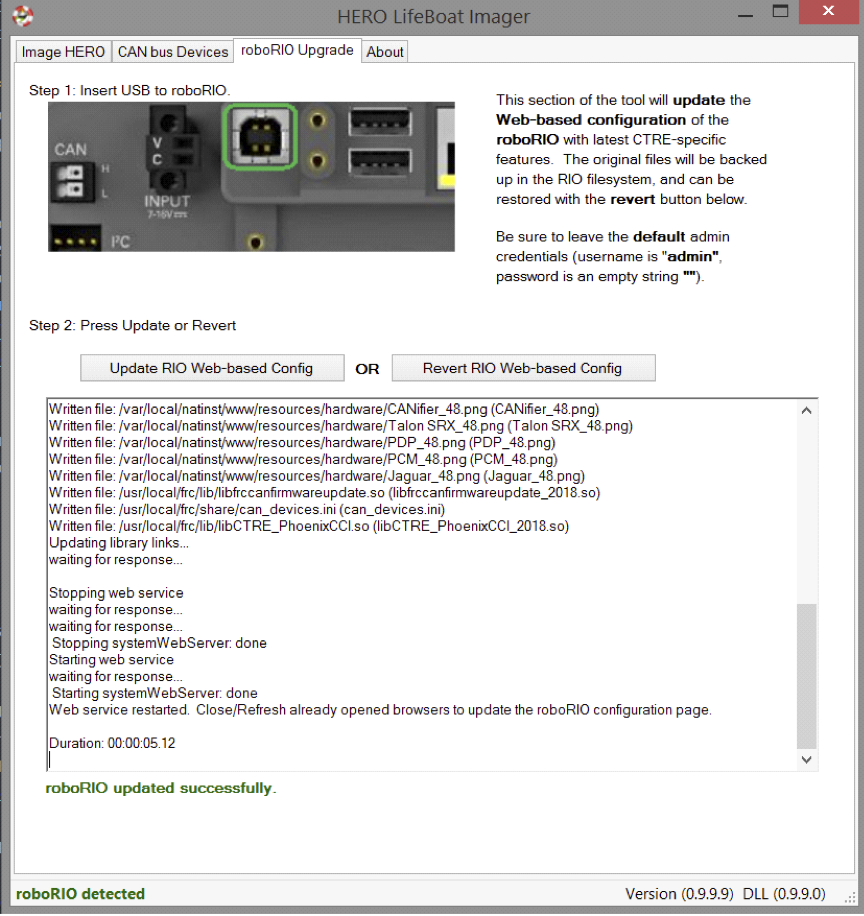 HERO LifeBoat Imager
Image HERO
CAN bus Devices
roboRIO Upgrade
About
Step 1: Insert USB to roboRIO.
CAN
H
L
V
C
INPUT
7-16V
I²C
This section of the tool will update the
Web-based configuration of the
roboRIO with latest CTRE-specific
features. The original files will be backed
up in the RIO filesystem, and can be
restored with the revert button below.
Be sure to leave the default admin
credentials (username is "admin",
password is an empty string "").
Step 2: Press Update or Revert
Update RIO Web-based Config
OR
Revert RIO Web-based Config
Written file: /var/local/natinst/www/resources/hardware/CANifier_48.png (CANifier_48.png)
Written file: /var/local/natinst/www/resources/hardware/Talon SRX_48.png (Talon SRX_48.png)
Written file: /var/local/natinst/www/resources/hardware/PDP_48.png (PDP_48.png)
Written file: /var/local/natinst/www/resources/hardware/PCM_48.png (PCM_48.png)
Written file: /var/local/natinst/www/resources/hardware/Jaguar_48.png (Jaguar_48.png)
Written file: /usr/local/frc/lib/libfrccanfirmwareupdate.so (libfrccanfirmwareupdate_2018.so)
Written file: /usr/local/frc/share/can_devices.ini (can_devices.ini)
Written file: /usr/local/frc/lib/libCTRE_PhoenixCCI.so (libCTRE_PhoenixCCI_2018.so)
Updating library links...
waiting for response...
Stopping web service
waiting for response...
waiting for response...
Stopping systemWebServer: done
Starting web service
waiting for response...
Starting systemWebServer: done
Web service restarted. Close/Refresh already opened browsers to update the roboRIO configuration page.
Duration: 00:00:05.12
roboRIO updated successfully.
roboRIO detected
Version (0.9.9.9) DLL (0.9.9.0)